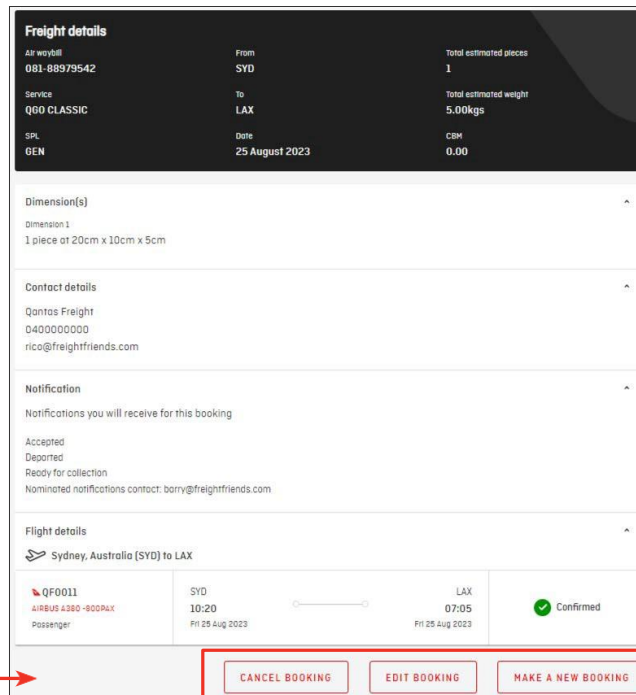 Freight details
Air waybill From Total estimated pieces
081-88979542 SYD 1
Service To Total estimated weight
QGO CLASSIC LAX 5.00kgs
SPL Date CBM
GEN 25 August 2023 0.00
Dimension(s)
Dimension 1
1 piece at 20cm x 10cm x 5cm
Contact details
Qantas Freight
0400000000
rico@freightfriends.com
Notification
Notifications you will receive for this booking
Accepted
Departed
Ready for collection
Nominated notifications contact: barry@freightfriends.com
Flight details
Sydney, Australia (SYD) to LAX
QF0011 SYD LAX
AIRBUS A380 -800PAX 10:20 07:05 Confirmed
Passenger Fri 25 Aug 2023 Fri 25 Aug 2023
CANCEL BOOKING EDIT BOOKING MAKE A NEW BOOKING